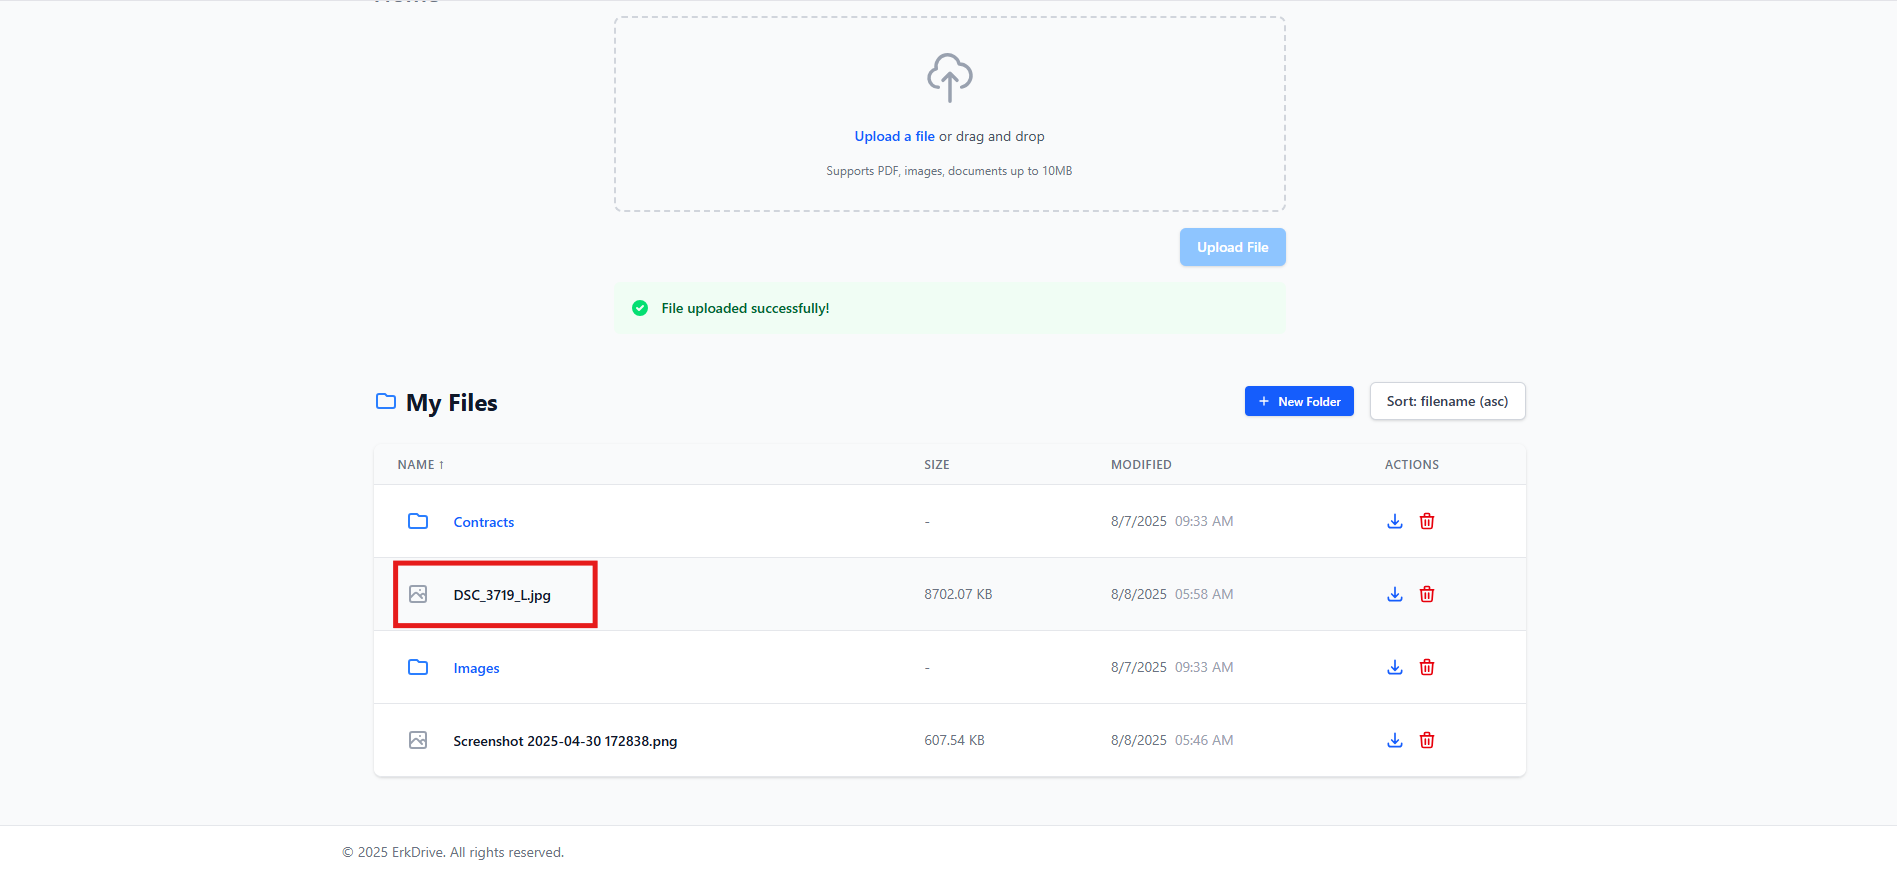 Upload a file or drag and drop
Supports PDF, images, documents up to 10MB
Upload File
File uploaded successfully!
My Files
+ New Folder
Sort: filename (asc)
NAME ↑ SIZE MODIFIED ACTIONS
Contracts - 8/7/2025 09:33 AM
DSC_3719_L.jpg 8702.07 KB 8/8/2025 05:58 AM
Images - 8/7/2025 09:33 AM
Screenshot 2025-04-30 172838.png 607.54 KB 8/8/2025 05:46 AM
© 2025 ErkDrive. All rights reserved.